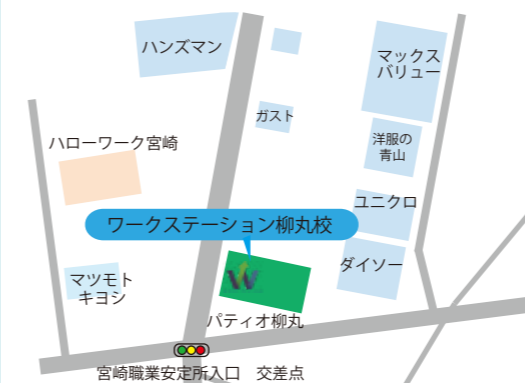 ハンズマン
マックス
バリュー
ガスト
洋服の
青山
ハローワーク宮崎
ユニクロ
ワークステーション柳丸校
ダイソー
マツモト
キヨシ
W
パティオ柳丸
宮崎職業安定所入口 交差点